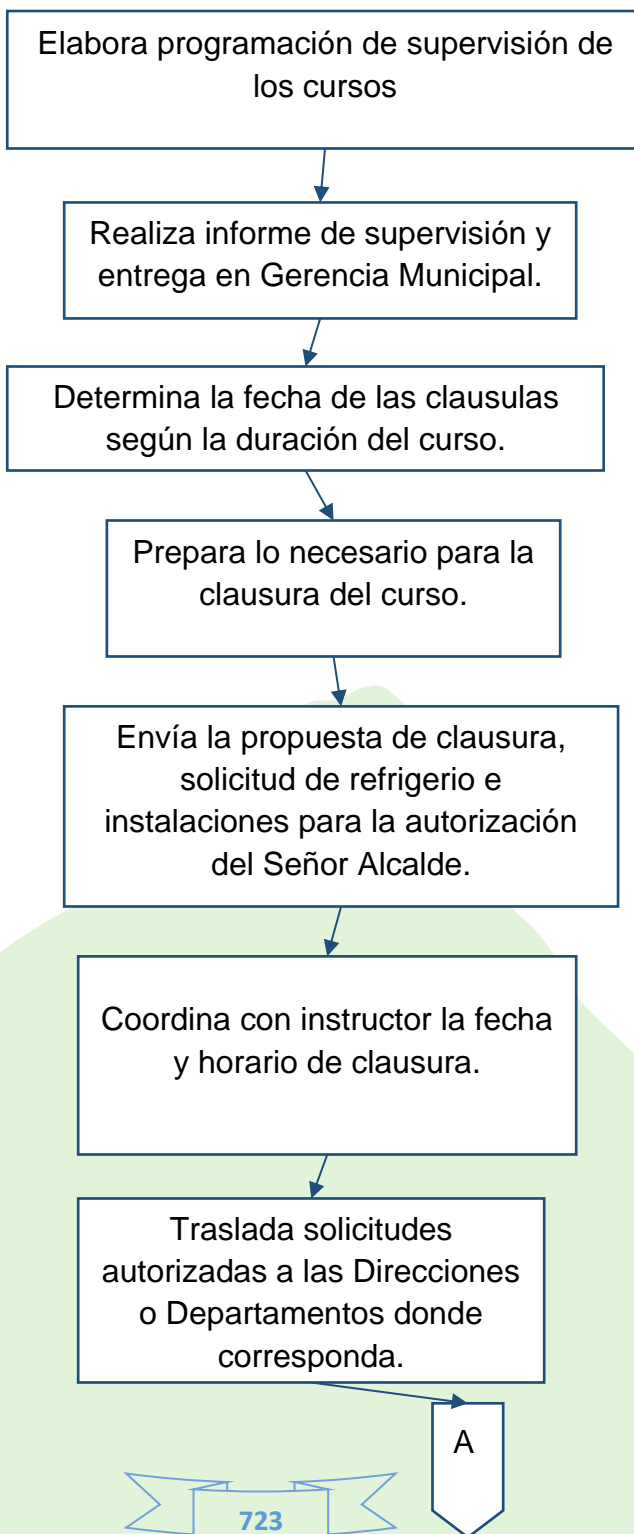 Elabora programación de supervisión de
los cursos
Realiza informe de supervisión y
entrega en Gerencia Municipal.
Determina la fecha de las clausulas
según la duración del curso.
Prepara lo necesario para la
clausura del curso.
Envía la propuesta de clausura,
solicitud de refrigerio e
instalaciones para la autorización
del Señor Alcalde.
Coordina con instructor la fecha
y horario de clausura.
Traslada solicitudes
autorizadas a las Direcciones
o Departamentos donde
corresponda.
A
723